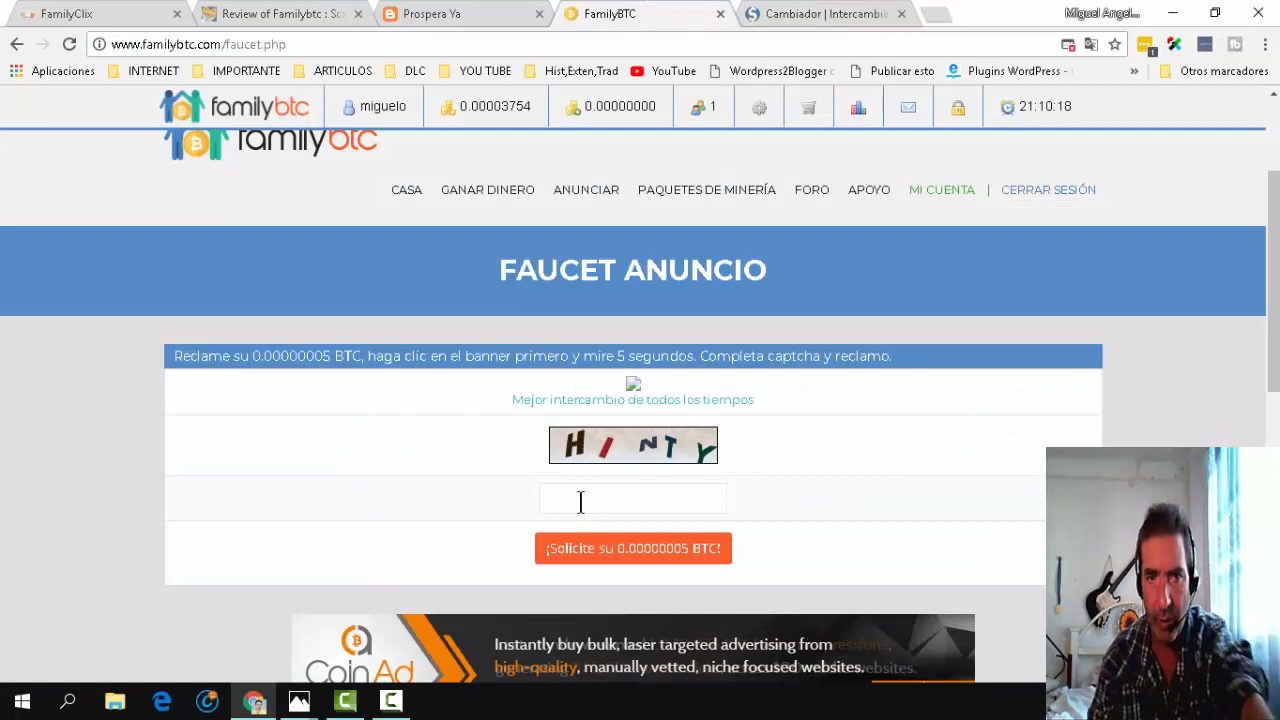 FamilyClix
Review of Familybtc : Sca
Prospera Ya
FamilyBTC
Cambiador | Intercambie
Miguel Angel...
www.familybtc.com/faucet.php
Aplicaciones
INTERNET
IMPORTANTE
ARTICULO
DLC
YOU TUBE
Hist,Exten,Trad
YouTube
Wordpress2Blogger c
Publicar esto
Plugins WordPress -
Otros marcadores
familybtc
miguelo
0.00003754
0.00000000
1
21:10:18
familybtc
CASA
GANAR DINERO
ANUNCIAR
PAQUETES DE MINERÍA
FORO
APOYO
MI CUENTA
|
CERRAR SESIÓN
FAUCET ANUNCIO
Reclame su 0.00000005 BTC, haga clic en el banner primero y mire 5 segundos. Completa captcha y reclamo.
Mejor intercambio de todos los tiempos
H I N T Y
¡Solicite su 0.00000005 BTC!
CoinAd
Instantly buy bulk, laser targeted advertising from
high-quality, manually vetted, niche focused websites.